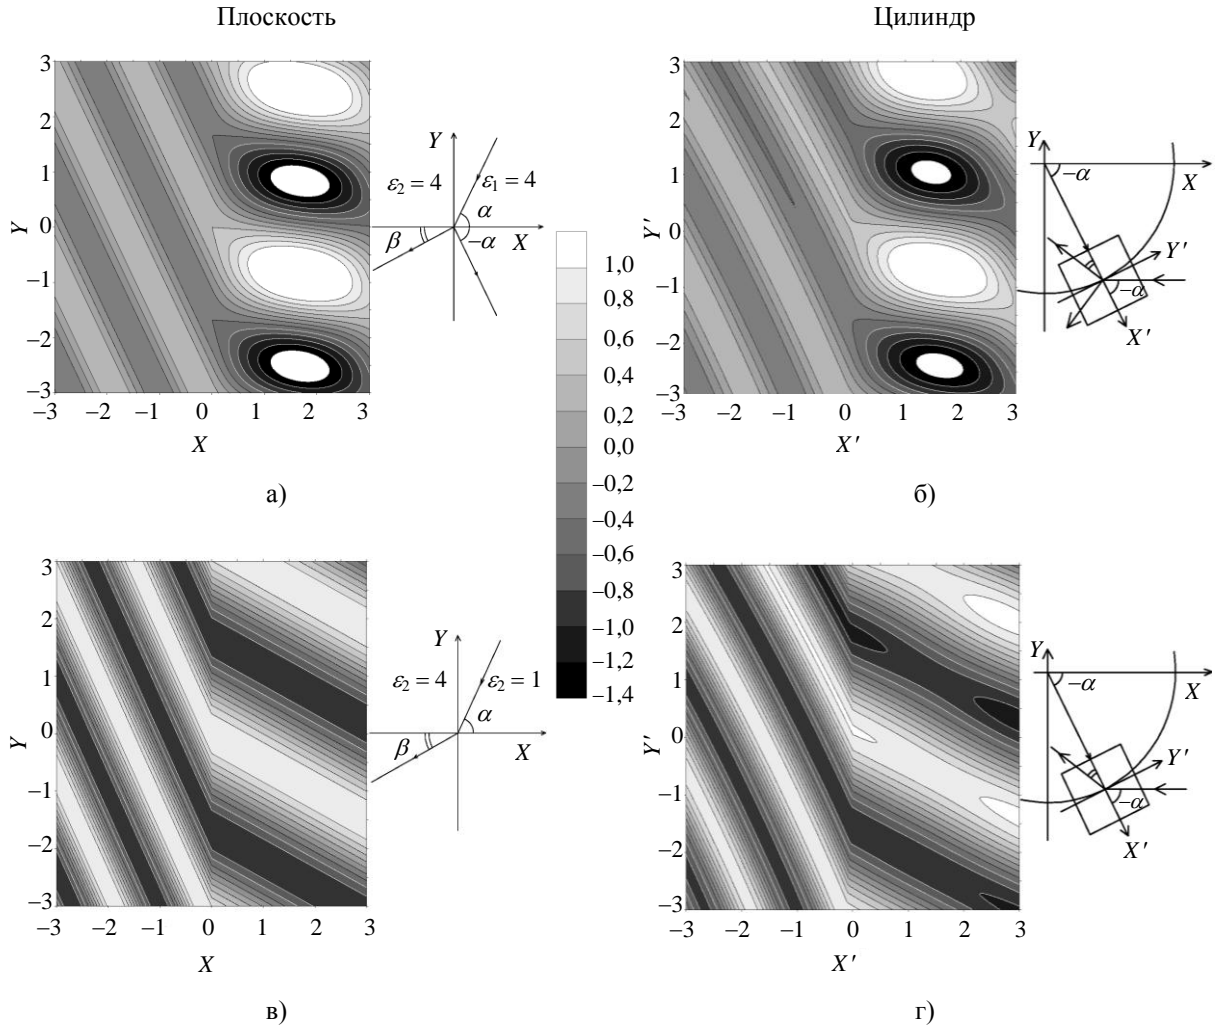 Плоскость
Цилиндр
3
2
1
0
−1
−2
−3
Y
−3 −2 −1 0 1 2 3
X
Y
ε₂ = 4
ε₁ = 4
α
β
−α
X
а)
3
2
1
0
−1
−2
−3
Y′
−3 −2 −1 0 1 2 3
X′
Y
−α
X
Y′
−α
X′
б)
1,0
0,8
0,6
0,4
0,2
0,0
−0,2
−0,4
−0,6
−0,8
−1,0
−1,2
−1,4
3
2
1
0
−1
−2
−3
Y
−3 −2 −1 0 1 2 3
X
Y
ε₂ = 4
ε₂ = 1
α
β
X
в)
3
2
1
0
−1
−2
−3
Y′
−3 −2 −1 0 1 2 3
X′
Y
−α
X
Y′
−α
X′
г)